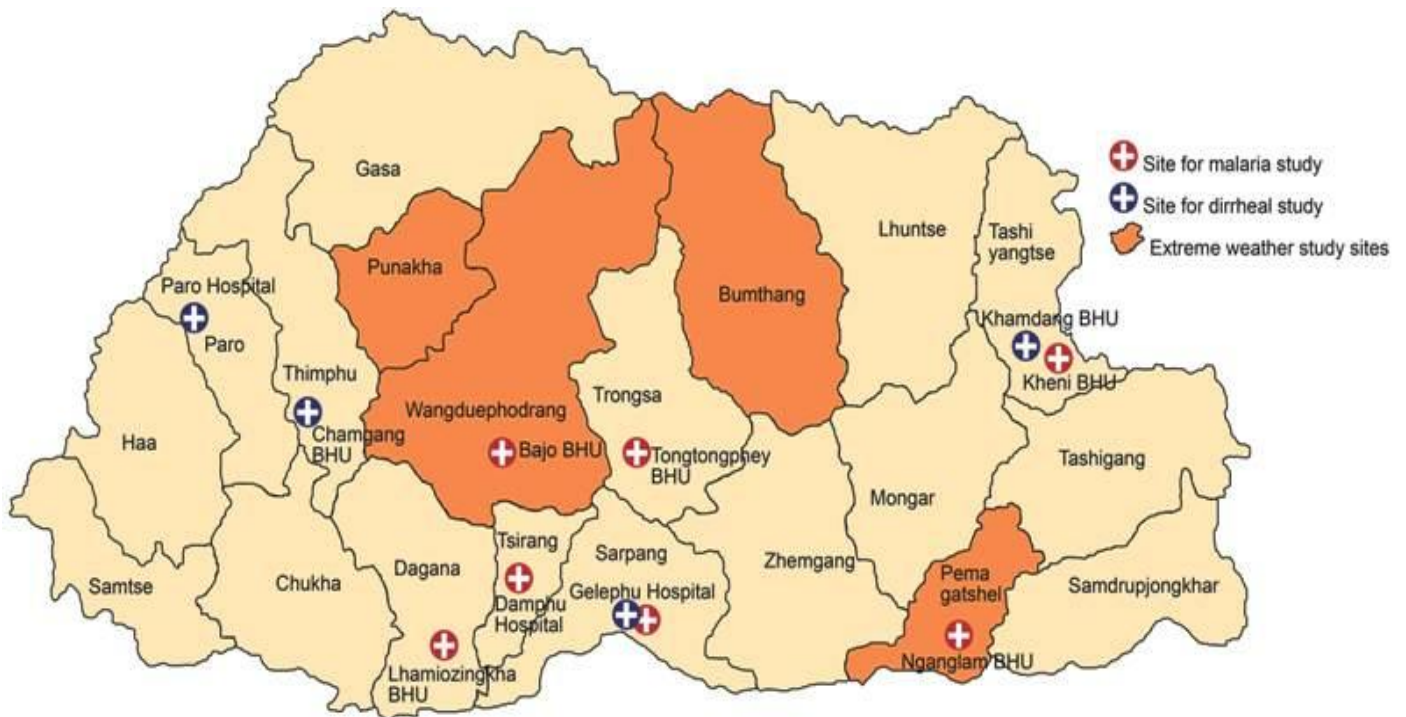 Gasa
Punakha
Bumthang
Lhuntse
Tashi
yangtse
Site for malaria study
Site for dirrheal study
Extreme weather study sites
Paro Hospital
Paro
Haa
Thimphu
Chamgang
BHU
Wangduephodrang
Bajo BHU
Trongsa
Tongtongphey
BHU
Khamdang BHU
Kheni BHU
Tashigang
Mongar
Samtse
Chukha
Dagana
Lhamiozingkha
BHU
Tsirang
Damphu
Hospital
Sarpang
Gelephu Hospital
Zhemgang
Pema
gatshel
Nganglam BHU
Samdrupjongkhar